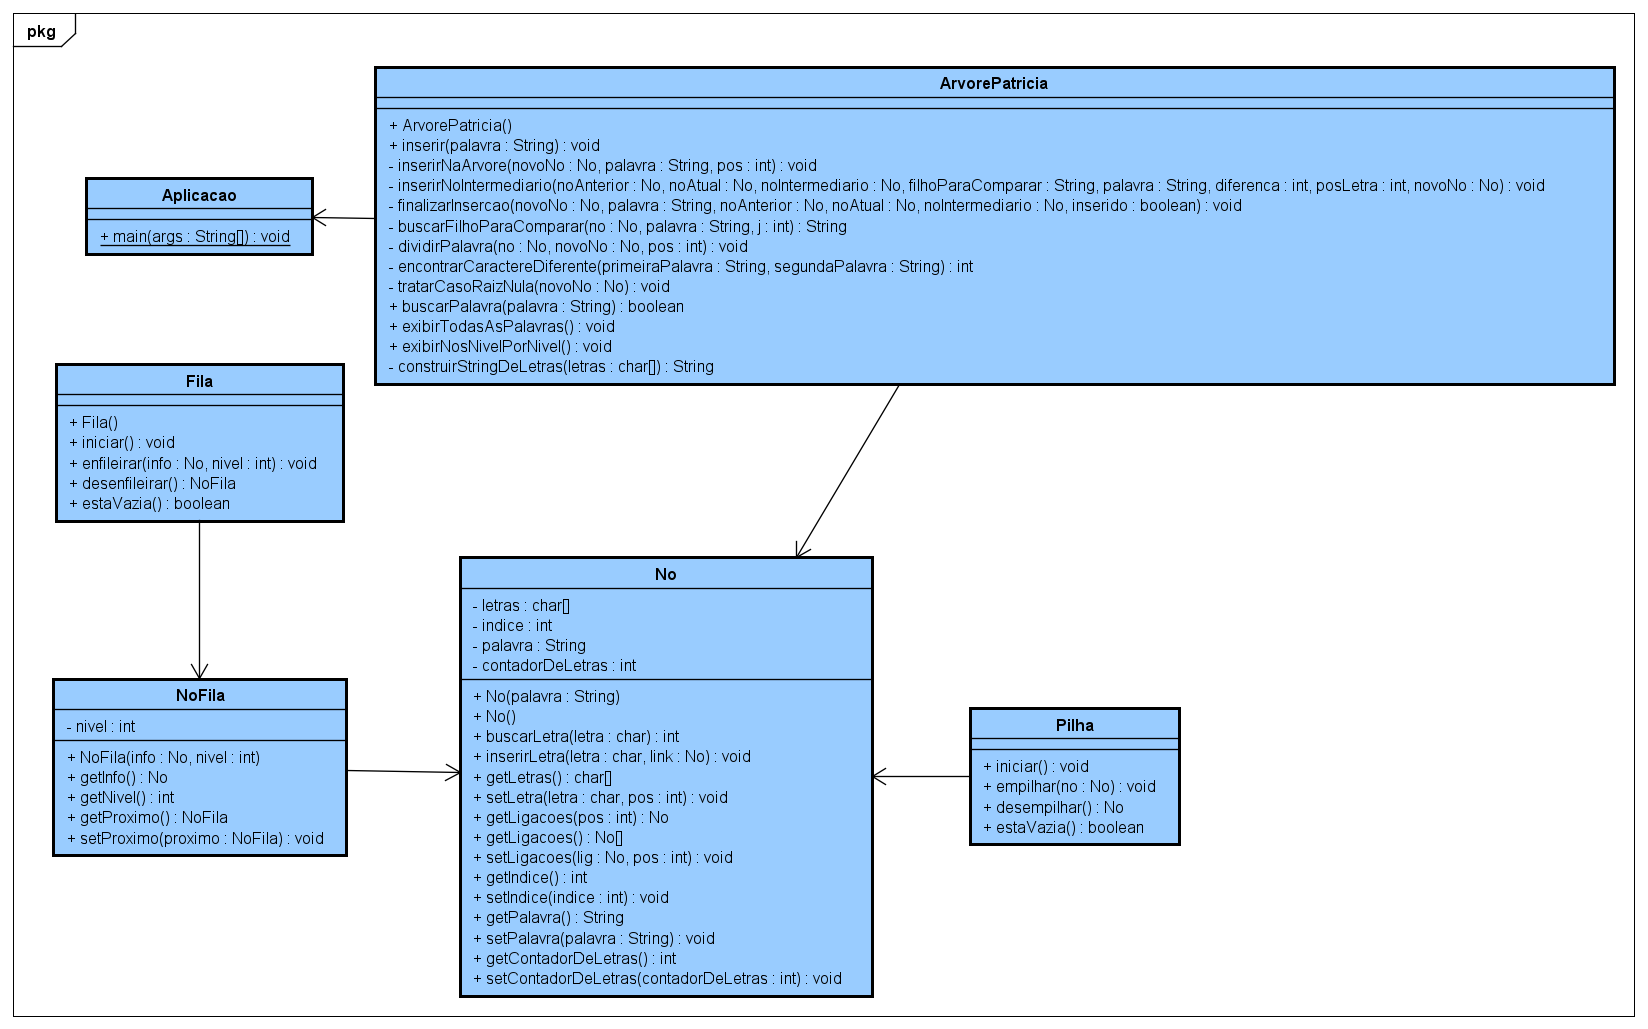 pkg
ArvorePatricia
+ ArvorePatricia()
+ inserir(palavra : String) : void
- inserirNaArvore(novoNo : No, palavra : String, pos : int) : void
- inserirNoIntermediario(noAnterior : No, noAtual : No, noIntermediario : No, filhoParaComparar : String, palavra : String, diferenca : int, posLetra : int, novoNo : No) : void
- finalizarInsercao(novoNo : No, palavra : String, noAnterior : No, noAtual : No, noIntermediario : No, inserido : boolean) : void
- buscarFilhoParaComparar(no : No, palavra : String, j : int) : String
- dividirPalavra(no : No, novoNo : No, pos : int) : void
- encontrarCaractereDiferente(primeiraPalavra : String, segundaPalavra : String) : int
- tratarCasoRaizNula(novoNo : No) : void
+ buscarPalavra(palavra : String) : boolean
+ exibirTodasAsPalavras() : void
+ exibirNosNivelPorNivel() : void
- construirStringDeLetras(letras : char[]) : String
Aplicacao
+ main(args : String[]) : void
Fila
+ Fila()
+ iniciar() : void
+ enfileirar(info : No, nivel : int) : void
+ desenfileirar() : NoFila
+ estaVazia() : boolean
No
- letras : char[]
- indice : int
- palavra : String
- contadorDeLetras : int
+ No(palavra : String)
+ No()
+ buscarLetra(letra : char) : int
+ inserirLetra(letra : char, link : No) : void
+ getLetras() : char[]
+ setLetra(letra : char, pos : int) : void
+ getLigacoes(pos : int) : No
+ getLigacoes() : No[]
+ setLigacoes(lig : No, pos : int) : void
+ getIndice() : int
+ setIndice(indice : int) : void
+ getPalavra() : String
+ setPalavra(palavra : String) : void
+ getContadorDeLetras() : int
+ setContadorDeLetras(contadorDeLetras : int) : void
NoFila
- nivel : int
+ NoFila(info : No, nivel : int)
+ getInfo() : No
+ getNivel() : int
+ getProximo() : NoFila
+ setProximo(proximo : NoFila) : void
Pilha
+ iniciar() : void
+ empilhar(no : No) : void
+ desempilhar() : No
+ estaVazia() : boolean